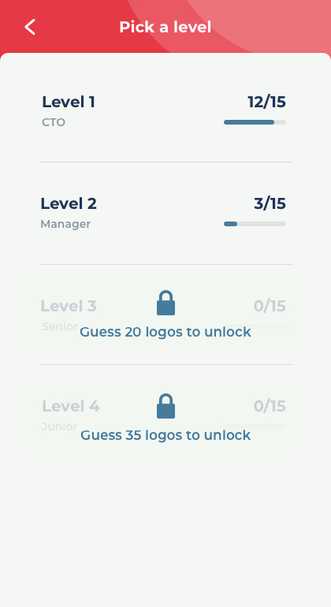 Pick a level
Level 1 12/15
CTO
Level 2 3/15
Manager
Level 3 0/15
Senior
Guess 20 logos to unlock
Level 4 0/15
Junior
Guess 35 logos to unlock